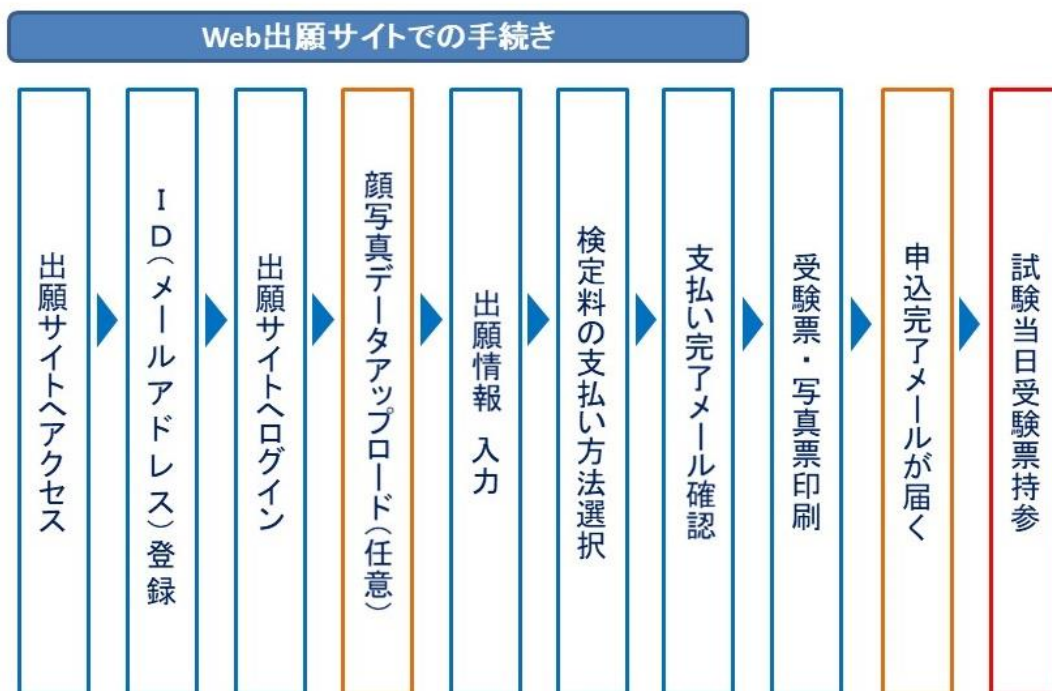 Web出願サイトでの手続き
出願サイトへアクセス
ID(メールアドレス)登録
出願サイトへログイン
顔写真データアップロード(任意)
出願情報 入力
検定料の支払い方法選択
支払い完了メール確認
受験票・写真票印刷
申込完了メールが届く
試験当日受験票持参